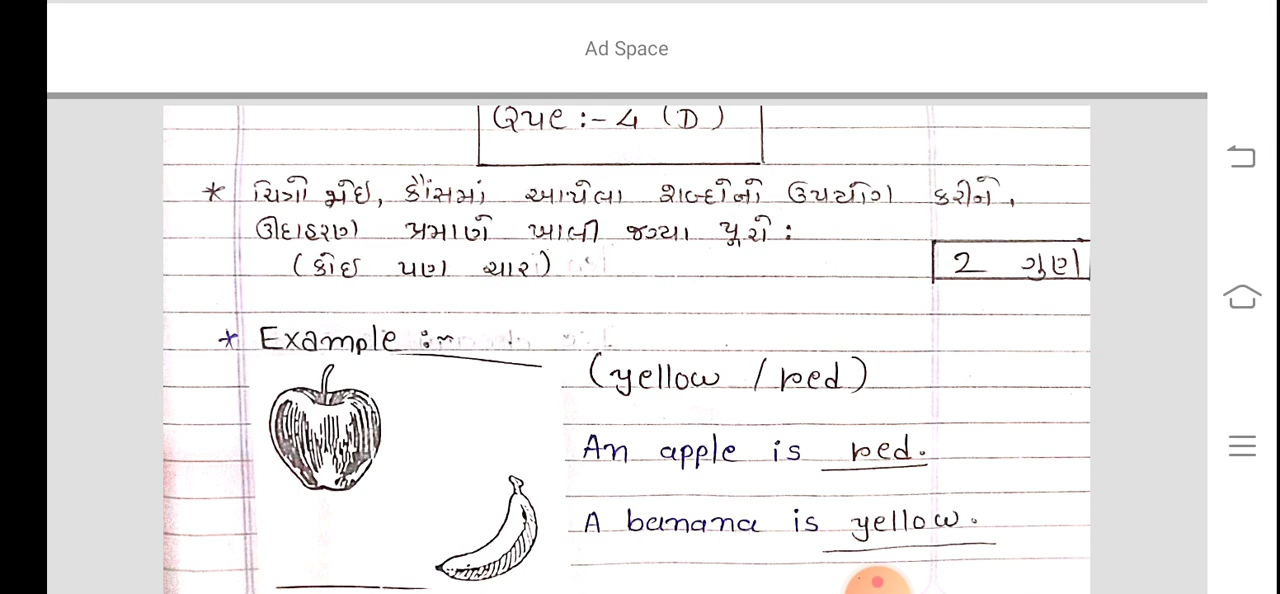 Ad Space
પ્રશ્ન :- 4 (D)
* ચિત્રો જોઈ, કૌંસમાં આપેલા શબ્દોનો ઉપયોગ કરીને,
ઊદાહરણ પ્રમાણે ખાલી જગ્યા પૂરો :
(કોઈ પણ ચાર)
2 ગુણ
* Example :~
(yellow / red)
An apple is red.
A banana is yellow.